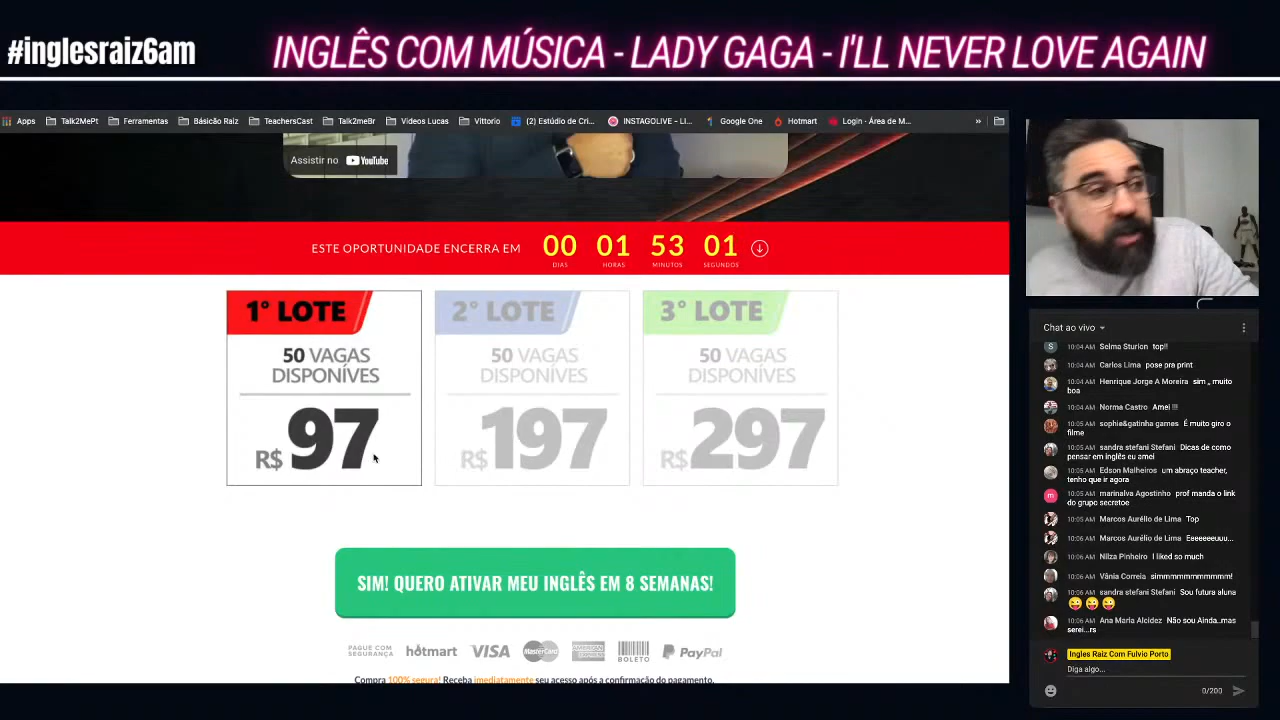 #inglesraiz6am
INGLÊS COM MÚSICA - LADY GAGA - I'LL NEVER LOVE AGAIN
Apps Talk2MePt Ferramentas Básicão Raiz TeachersCast Talk2meBr Videos Lucas Vittorio (2) Estúdio de Cri... INSTAGOLIVE – LI... Google One Hotmart Login · Área de M... »
Assistir no YouTube
ESTE OPORTUNIDADE ENCERRA EM 00 01 53 01
DIAS HORAS MINUTOS SEGUNDOS
1° LOTE
50 VAGAS
DISPONÍVES
R$ 97
2° LOTE
50 VAGAS
DISPONÍVES
R$ 197
3° LOTE
50 VAGAS
DISPONÍVES
R$ 297
SIM! QUERO ATIVAR MEU INGLÊS EM 8 SEMANAS!
PAGUE COM
SEGURANÇA
hotmart VISA MasterCard AMERICAN EXPRESS BOLETO PayPal
Compra 100% segura! Receba imediatamente seu acesso após a confirmação do pagamento.
Chat ao vivo
S 10:04 AM Selma Sturion top!!
10:04 AM Carlos Lima pose pra print
10:04 AM Henrique Jorge A Moreira sim ,, muito
boa
10:04 AM Norma Castro Amei !!!
10:05 AM sophie&gatinha games É muito giro o
filme
10:05 AM sandra stefani Stefani Dicas de como
pensar em inglês eu amei
10:05 AM Edson Malheiros um abraço teacher,
tenho que ir agora
m 10:05 AM marinalva Agostinho prof manda o link
do grupo secretoe
10:05 AM Marcos Aurélio de Lima Top
10:06 AM Marcos Aurélio de Lima Eeeeeeuuu...
10:06 AM Nilza Pinheiro I liked so much
10:06 AM Vânia Correia simmmmmmmmmm!
10:06 AM sandra stefani Stefani Sou futura aluna
10:06 AM Ana Maria Alcidez Não sou Ainda..mas
serei...rs
Ingles Raiz Com Fulvio Porto
Diga algo...
0/200